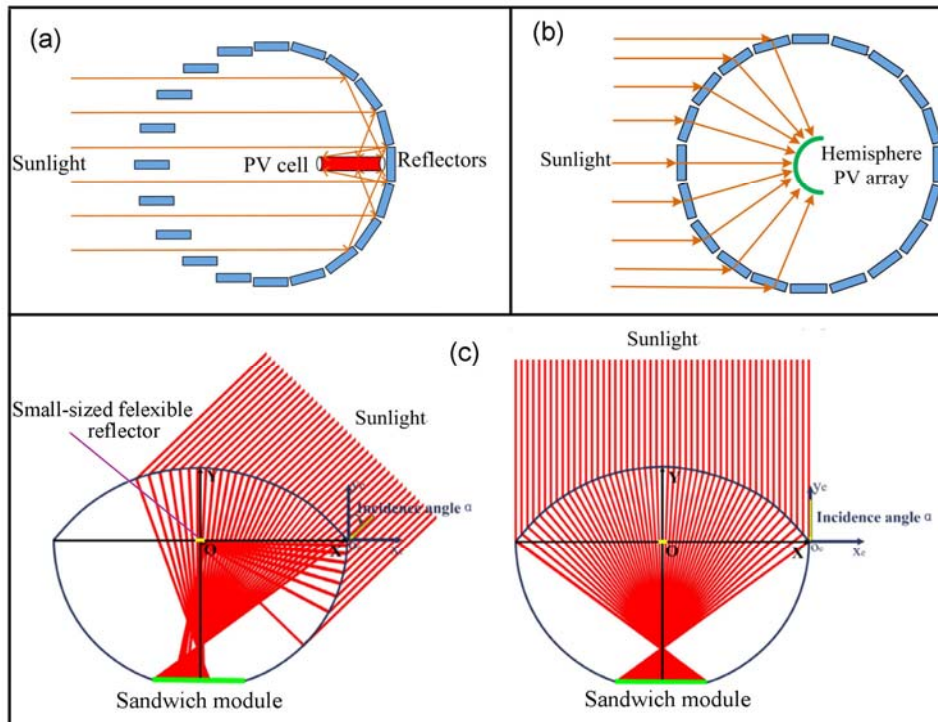 (a)
Sunlight
PV cell
Reflectors
(b)
Sunlight
Hemisphere
PV array
(c)
Small-sized felexible
reflector
Sunlight
Y
Yc
Incidence angle α
O
X
Oc
Xc
Sandwich module
Sunlight
Y
Yc
Incidence angle α
O
X
Oc
Xc
Sandwich module